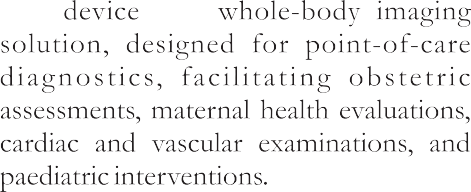 device whole-body imaging
solution, designed for point-of-care
diagnostics, facilitating obstetric
assessments, maternal health evaluations,
cardiac and vascular examinations, and
paediatric interventions.